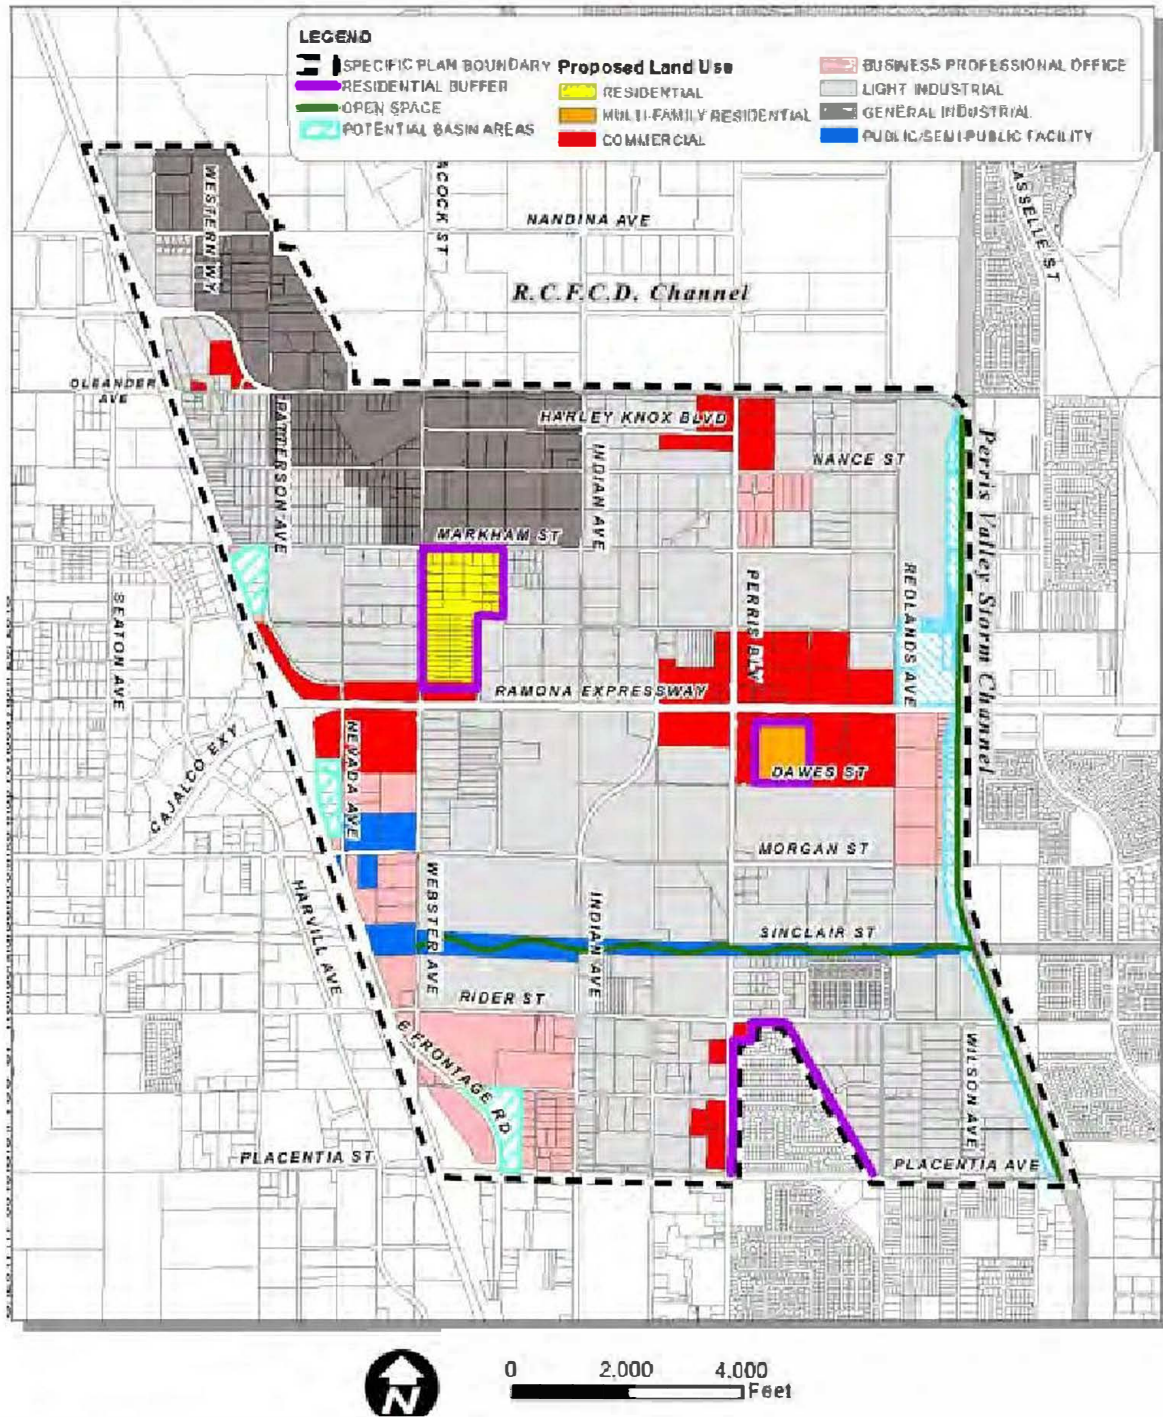 LEGEND
SPECIFIC PLAN BOUNDARY
RESIDENTIAL BUFFER
OPEN SPACE
POTENTIAL BASIN AREAS
Proposed Land Use
RESIDENTIAL
MULTI-FAMILY RESIDENTIAL
COMMERCIAL
BUSINESS PROFESSIONAL OFFICE
LIGHT INDUSTRIAL
GENERAL INDUSTRIAL
PUBLIC/SEMI-PUBLIC FACILITY
WESTERN WY
NCOCK ST
NANDINA AVE
ASSELLE ST
R.C.F.C.D. Channel
OLEANDER
AVE
HARLEY KNOX BLVD
PATTERSON AVE
INDIAN AVE
NANCE ST
Perris Valley Storm Channel
MARKHAM ST
SEATON AVE
PERRIS BLV
REDLANDS AVE
RAMONA EXPRESSWAY
NEVADA AVE
CAJALCO EXY
DAWES ST
MORGAN ST
HARVILL AVE
WEBSTER AVE
INDIAN AVE
SINCLAIR ST
RIDER ST
E FRONTAGE RD
WILSON AVE
PLACENTIA ST
PLACENTIA AVE
N
0 2,000 4,000
Feet